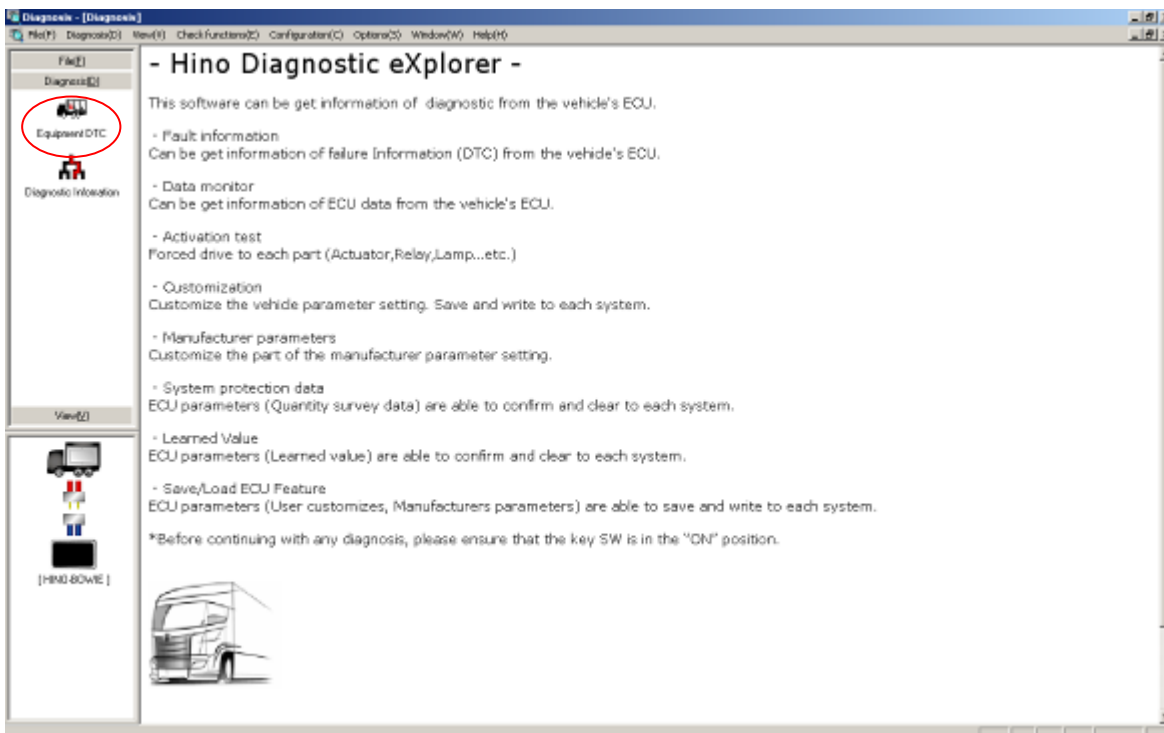 Diagnosis - [Diagnosis]
File(F) Diagnosis(D) View(V) Check functions(E) Configuration(C) Options(S) Window(W) Help(H)
File[F]
Diagnosis[D]
Equipment DTC
Diagnostic Infomation
View[V]
[ HINO-BOWIE ]
- Hino Diagnostic eXplorer -
This software can be get information of diagnostic from the vehicle's ECU.
- Fault information
Can be get information of failure Information (DTC) from the vehicle's ECU.
- Data monitor
Can be get information of ECU data from the vehicle's ECU.
- Activation test
Forced drive to each part (Actuator,Relay,Lamp...etc.)
- Customization
Customize the vehicle parameter setting. Save and write to each system.
- Manufacturer parameters
Customize the part of the manufacturer parameter setting.
- System protection data
ECU parameters (Quantity survey data) are able to confirm and clear to each system.
- Learned Value
ECU parameters (Learned value) are able to confirm and clear to each system.
- Save/Load ECU Feature
ECU parameters (User customizes, Manufacturers parameters) are able to save and write to each system.
*Before continuing with any diagnosis, please ensure that the key SW is in the "ON" position.